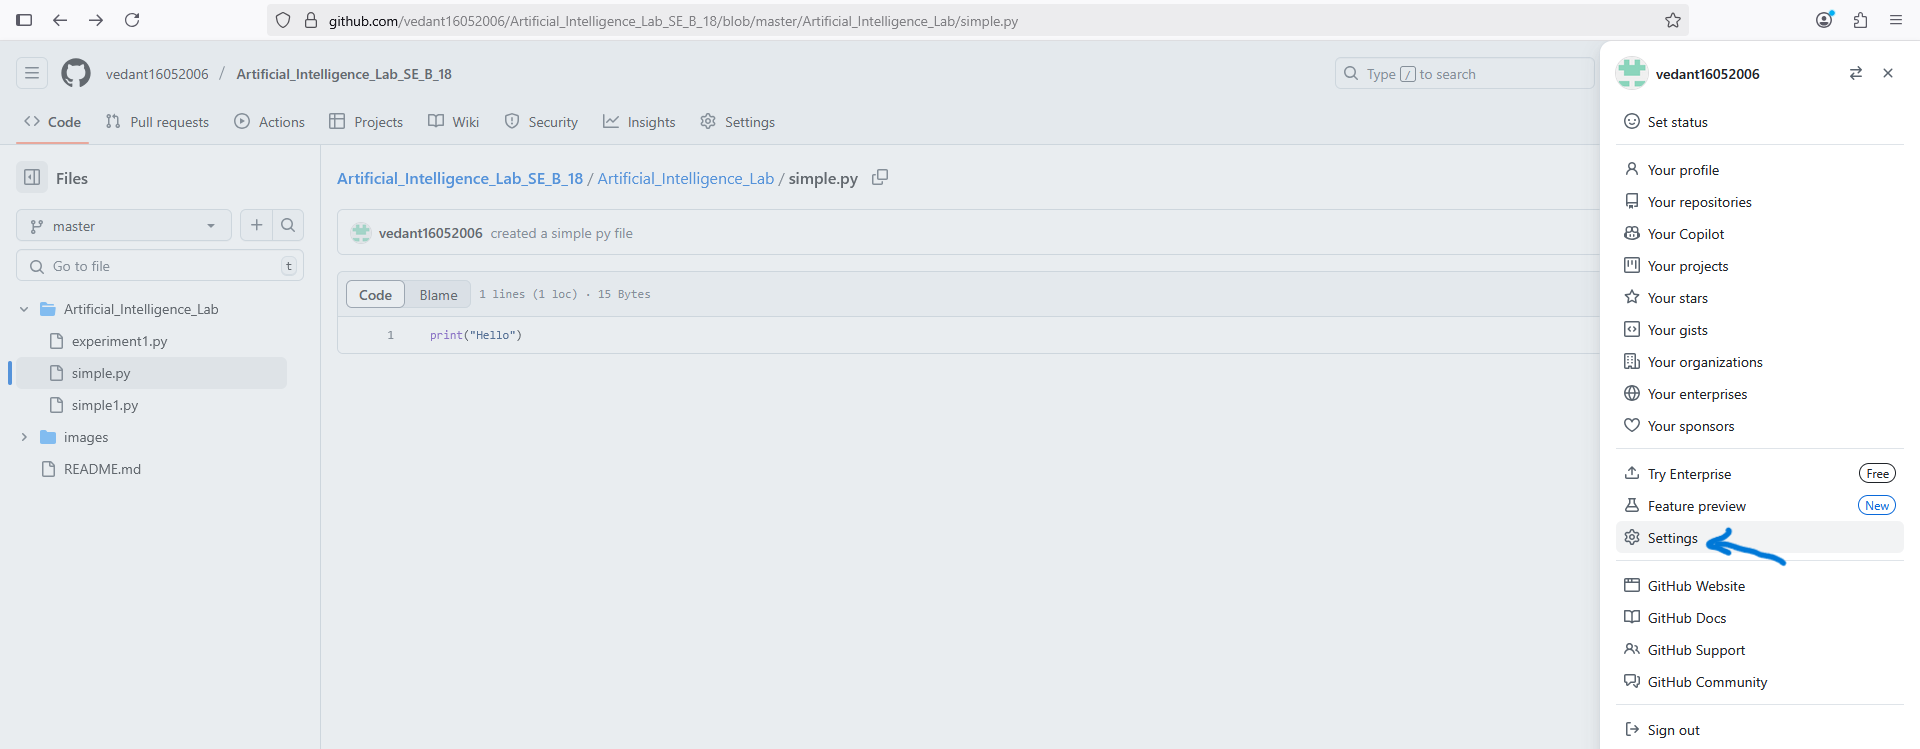 github.com/vedant16052006/Artificial_Intelligence_Lab_SE_B_18/blob/master/Artificial_Intelligence_Lab/simple.py
vedant16052006 / Artificial_Intelligence_Lab_SE_B_18
Type / to search
Code Pull requests Actions Projects Wiki Security Insights Settings
Files
master
Go to file t
Artificial_Intelligence_Lab
experiment1.py
simple.py
simple1.py
images
README.md
Artificial_Intelligence_Lab_SE_B_18 / Artificial_Intelligence_Lab / simple.py
vedant16052006 created a simple py file
Code Blame 1 lines (1 loc) · 15 Bytes
1 print("Hello")
vedant16052006
Set status
Your profile
Your repositories
Your Copilot
Your projects
Your stars
Your gists
Your organizations
Your enterprises
Your sponsors
Try Enterprise Free
Feature preview New
Settings
GitHub Website
GitHub Docs
GitHub Support
GitHub Community
Sign out